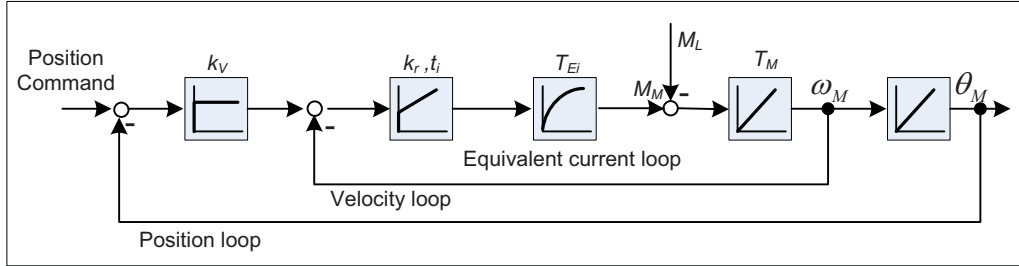 Position
Command
k_V
k_r ,t_i
T_Ei
M_L
M_M
T_M
ω_M
θ_M
-
-
-
Equivalent current loop
Velocity loop
Position loop